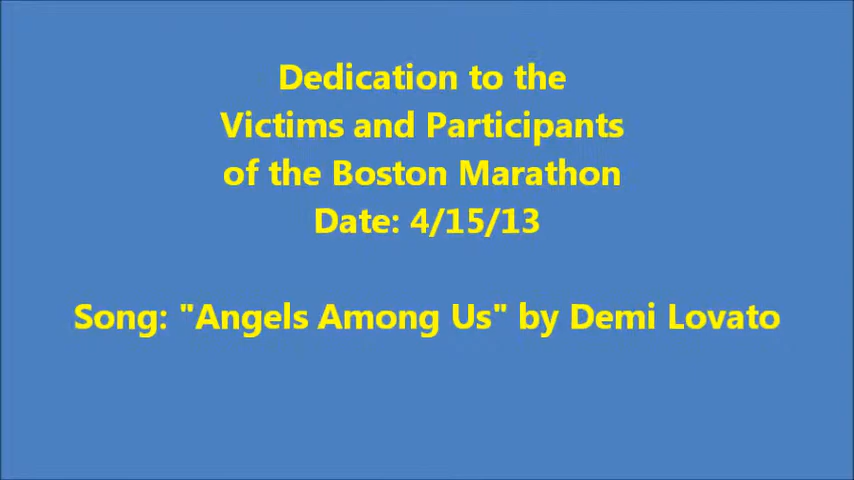 Dedication to the
Victims and Participants
of the Boston Marathon
Date: 4/15/13
Song: "Angels Among Us" by Demi Lovato